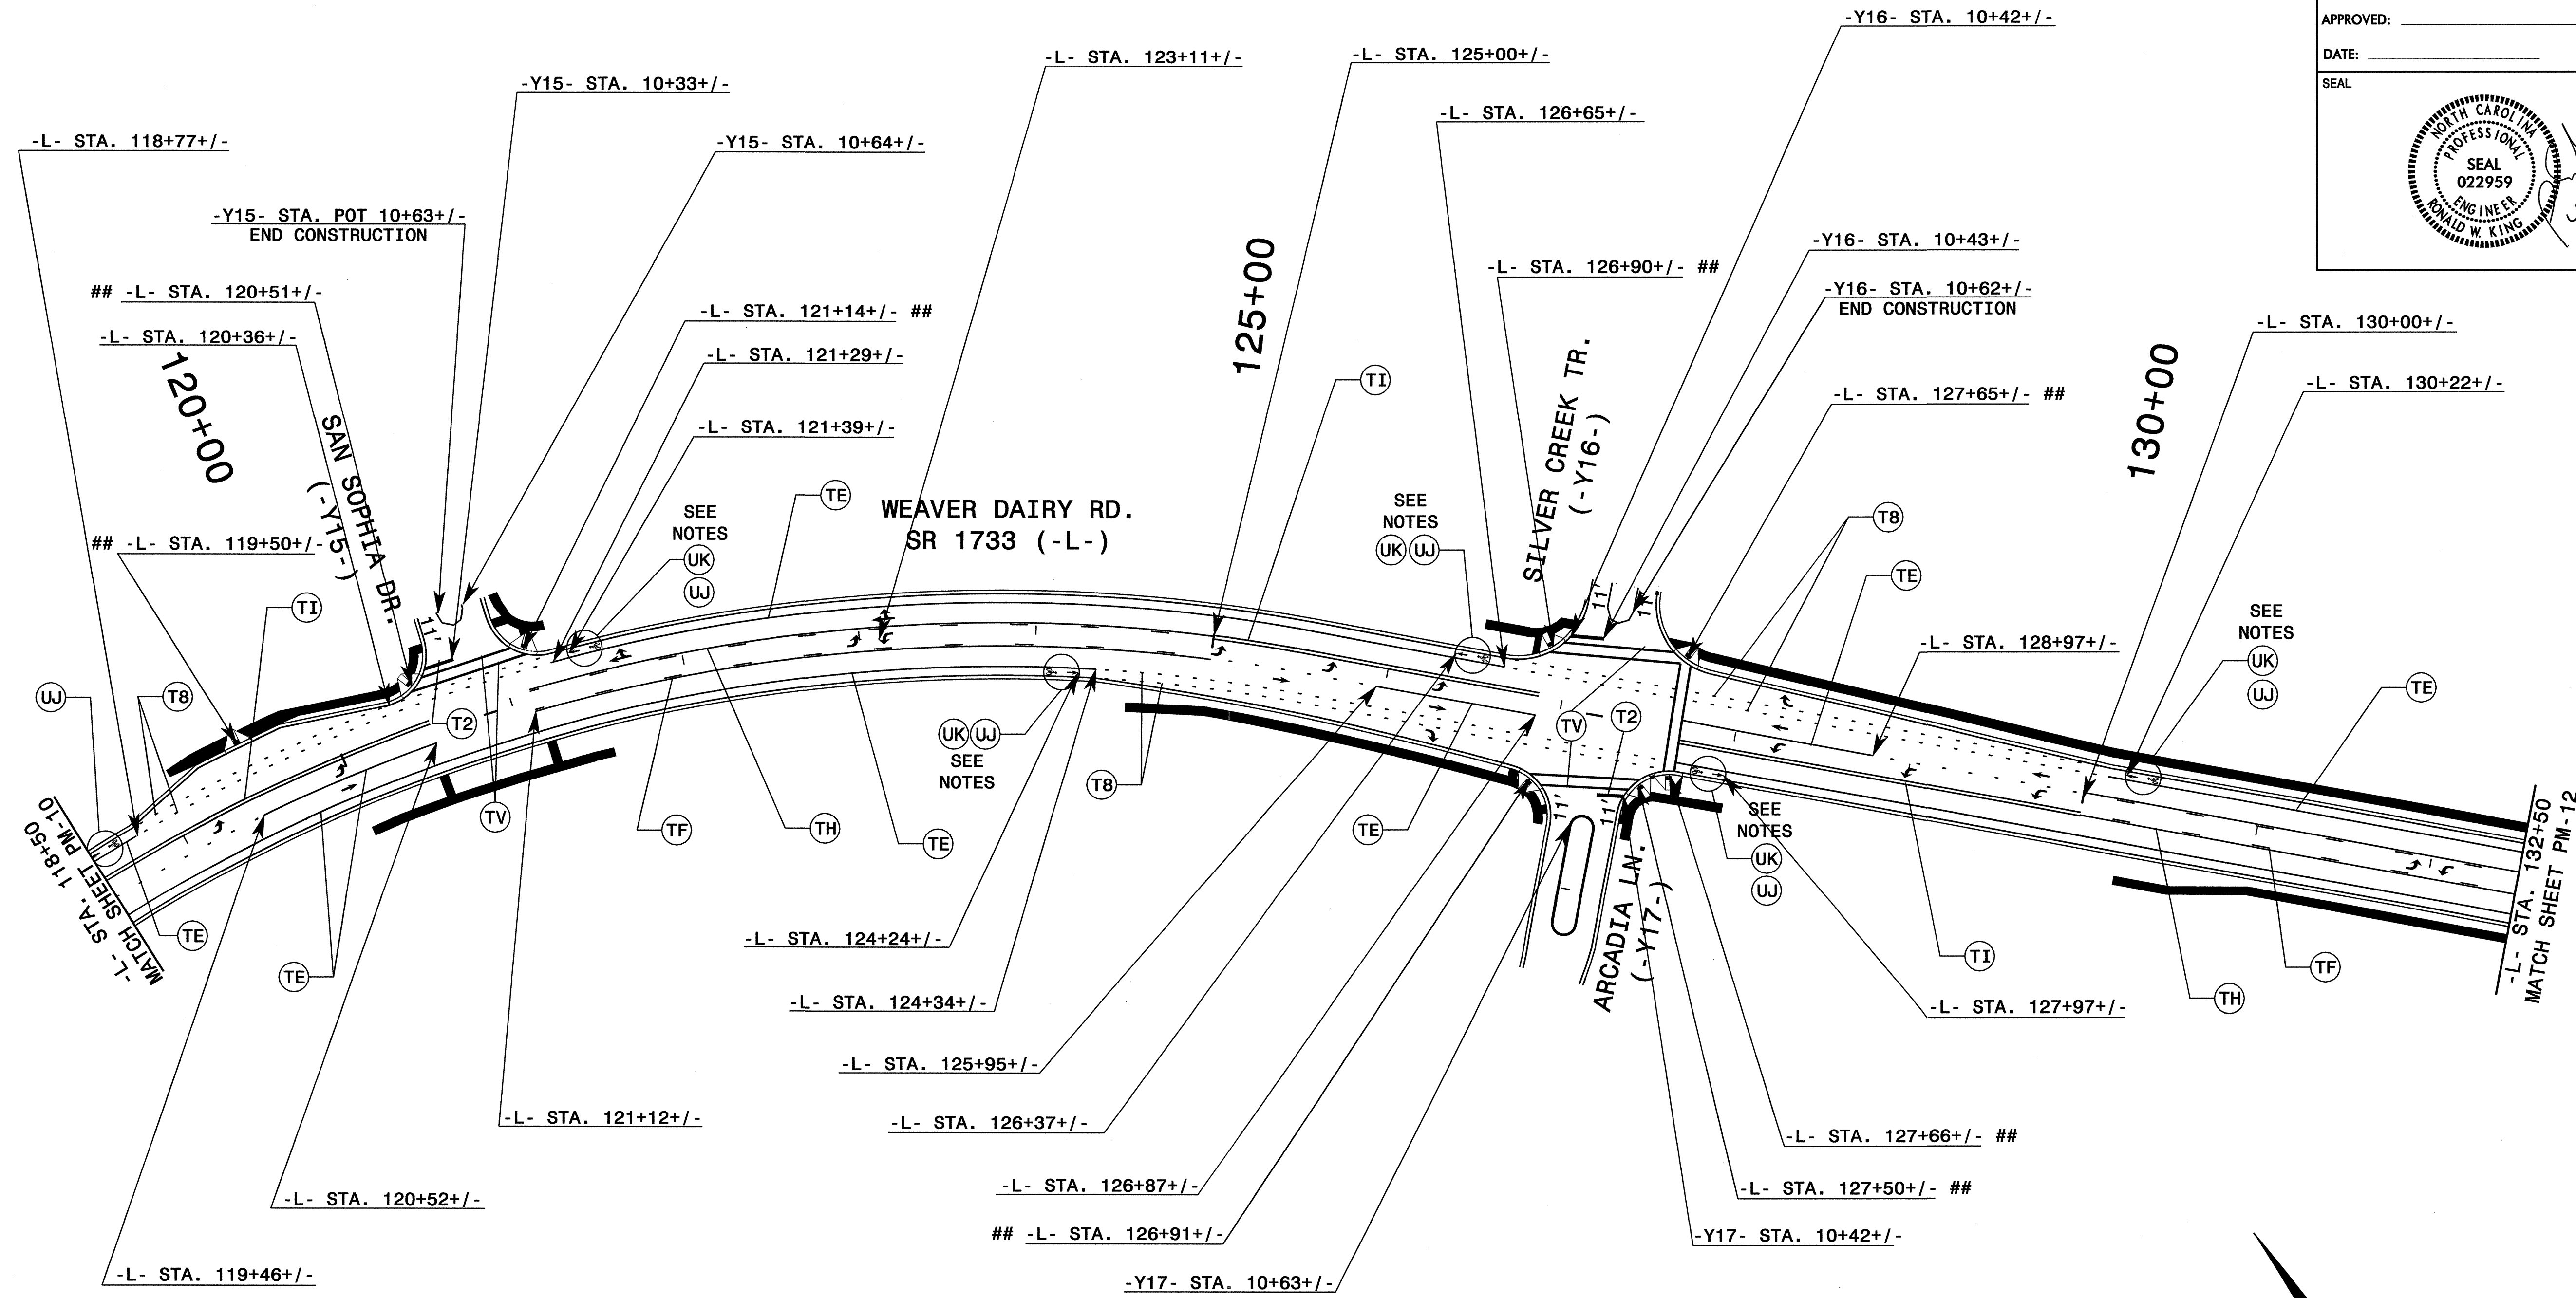 APPROVED:
DATE:
SEAL
NORTH CAROLINA
PROFESSIONAL
SEAL
022959
ENGINEER
RONALD W. KING
-Y16- STA. 10+42+/-
-L- STA. 123+11+/-
-L- STA. 125+00+/-
-Y15- STA. 10+33+/-
-L- STA. 126+65+/-
-L- STA. 118+77+/-
-Y15- STA. 10+64+/-
-Y15- STA. POT 10+63+/-
END CONSTRUCTION
-Y16- STA. 10+43+/-
-L- STA. 126+90+/- ##
-Y16- STA. 10+62+/-
END CONSTRUCTION
## -L- STA. 120+51+/-
-L- STA. 121+14+/- ##
-L- STA. 130+00+/-
-L- STA. 120+36+/-
-L- STA. 121+29+/-
-L- STA. 130+22+/-
120+00
125+00
130+00
TI
-L- STA. 127+65+/- ##
-L- STA. 121+39+/-
SAN SOPHIA DR.
(-Y15-)
SILVER CREEK TR.
(-Y16-)
TE
WEAVER DAIRY RD.
SR 1733 (-L-)
SEE
NOTES
UK
UJ
SEE
NOTES
UK UJ
T8
TE
## -L- STA. 119+50+/-
TI
11'
11'
11'
SEE
NOTES
UK
UJ
-L- STA. 128+97+/-
TE
UJ
T8
T2
UK UJ
SEE
NOTES
T8
TV
T2
TV
TF
TH
TE
TE
11'
11'
SEE
NOTES
UK
UJ
-L- STA. 118+50
MATCH SHEET PM-10
TE
TE
ARCADIA LN.
(-Y17-)
-L- STA. 132+50
MATCH SHEET PM-12
TI
TF
TH
-L- STA. 124+24+/-
-L- STA. 124+34+/-
-L- STA. 127+97+/-
-L- STA. 125+95+/-
-L- STA. 121+12+/-
-L- STA. 126+37+/-
-L- STA. 127+66+/- ##
-L- STA. 120+52+/-
-L- STA. 126+87+/-
-L- STA. 127+50+/- ##
## -L- STA. 126+91+/-
-Y17- STA. 10+42+/-
-L- STA. 119+46+/-
-Y17- STA. 10+63+/-